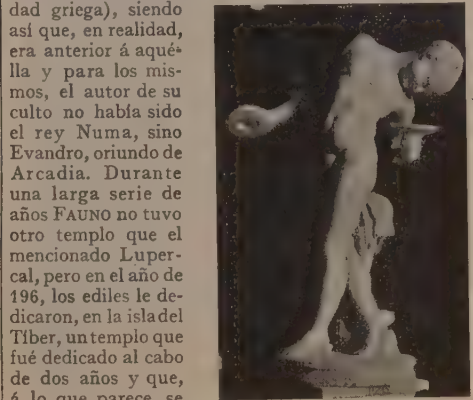 dad griega), siendo
así que, en realidad,
era anterior á aqué-
lla y para los mis-
mos, el autor de su
culto no había sido
el rey Numa, sino
Evandro, oriundo de
Arcadia. Durante
una larga serie de
años FAUNO no tuvo
otro templo que el
mencionado Luper-
cal, pero en el año de
196, los ediles le de-
dicaron, en la isla del
Tíber, un templo que
fué dedicado al cabo
de dos años y que,
á lo que parece, se